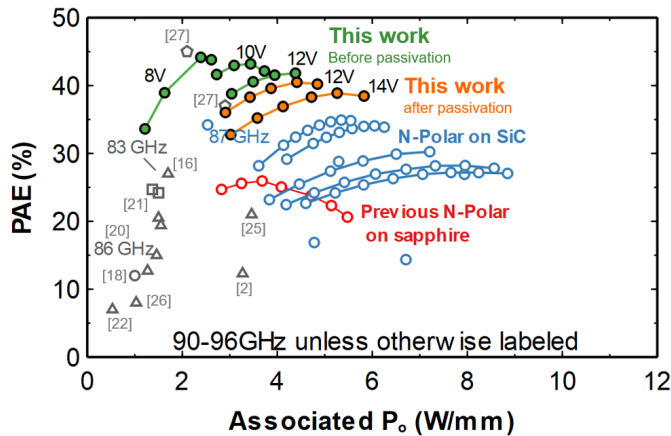 50
40
30
20
10
0
PAE (%)
[27]
8V
10V
12V
This work
Before passivation
[27]
12V
14V
This work
after passivation
87 GHz
N-Polar on SiC
83 GHz
[16]
[21]
[20]
86 GHz
[18]
[22]
[26]
[25]
[2]
Previous N-Polar
on sapphire
90-96GHz unless otherwise labeled
0 2 4 6 8 10 12
Associated Pₒ (W/mm)